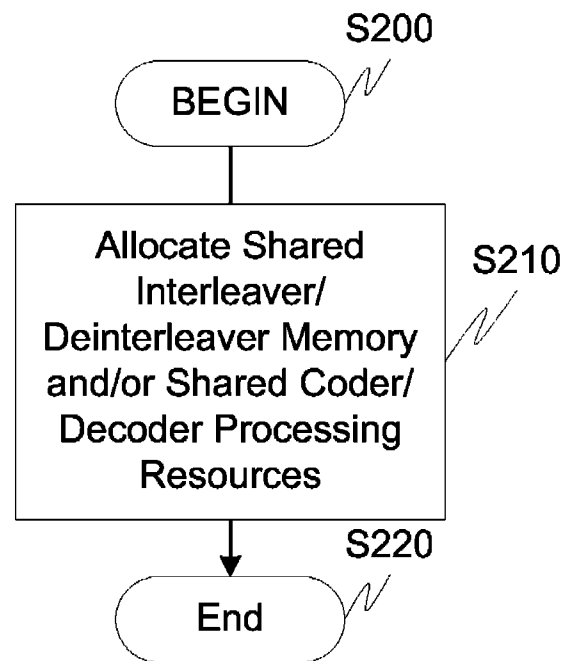 S200
BEGIN
Allocate Shared
Interleaver/
Deinterleaver Memory
and/or Shared Coder/
Decoder Processing
Resources
S210
S220
End